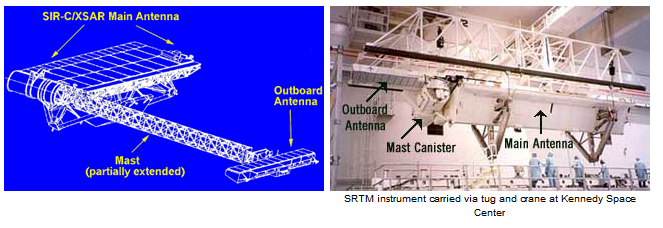 SIR-C/XSAR Main Antenna
Outboard
Antenna
Mast
(partially extended)
Outboard
Antenna
Mast Canister
Main Antenna
SRTM instrument carried via tug and crane at Kennedy Space
Center